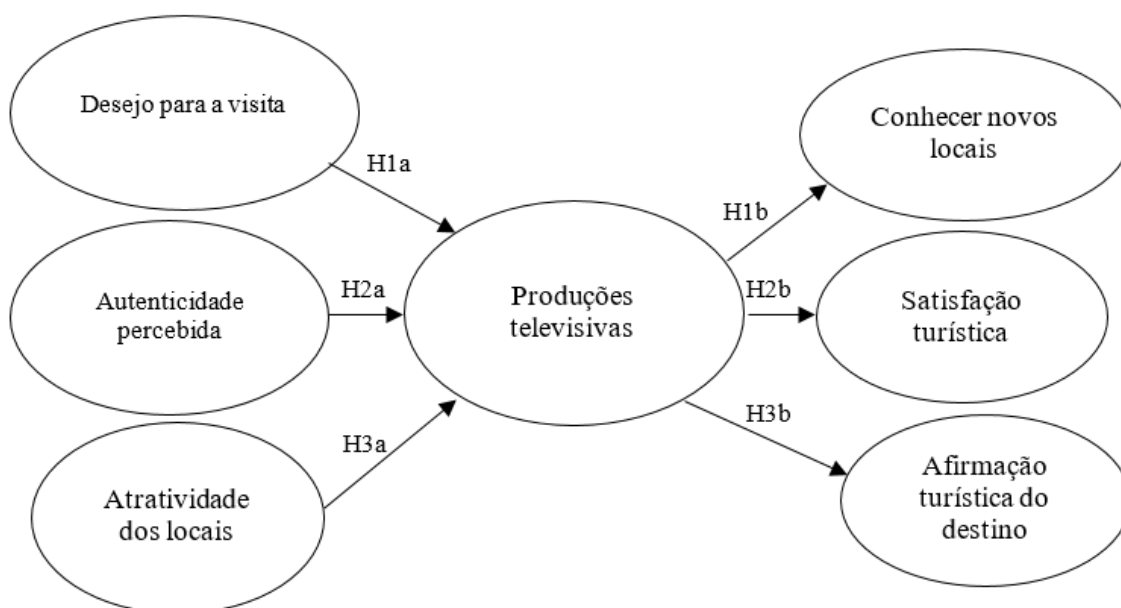 Desejo para a visita
H1a
Autenticidade
percebida
H2a
Atratividade
dos locais
H3a
Produções
televisivas
H1b
Conhecer novos
locais
H2b
Satisfação
turística
H3b
Afirmação
turística do
destino